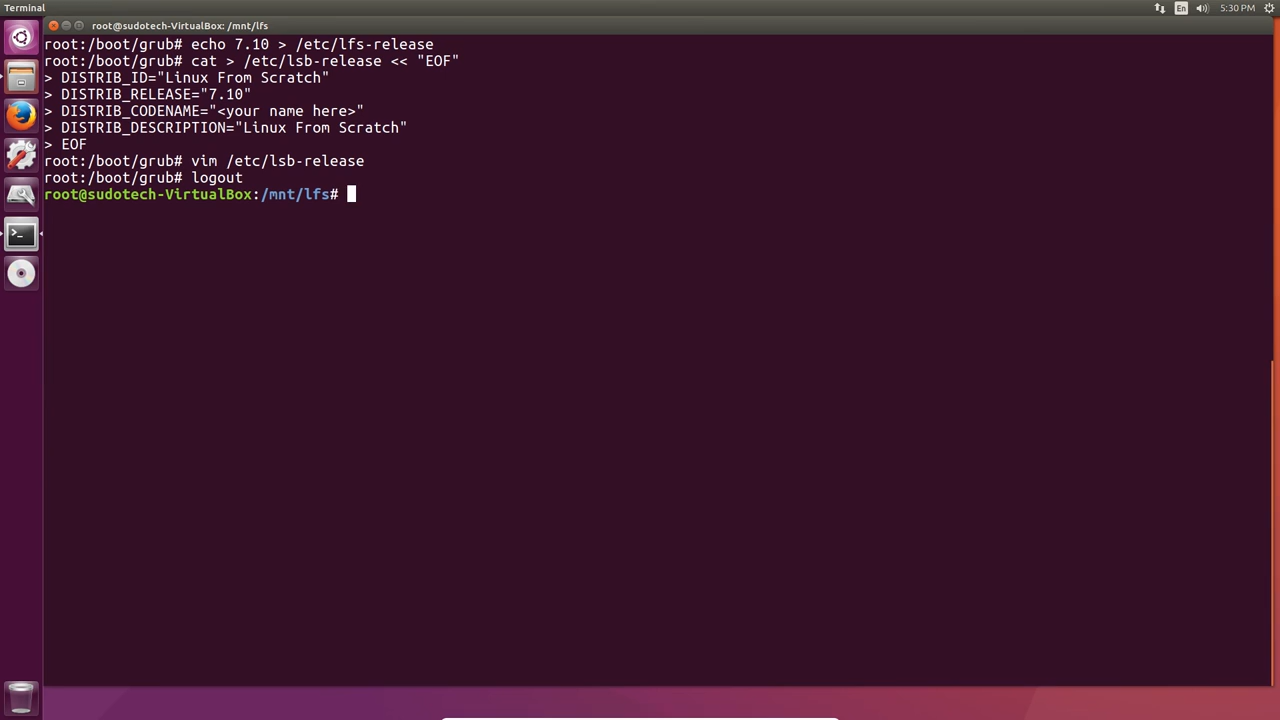 Terminal
En
5:30 PM
root@sudotech-VirtualBox: /mnt/lfs
root:/boot/grub# echo 7.10 > /etc/lfs-release
root:/boot/grub# cat > /etc/lsb-release << "EOF"
> DISTRIB_ID="Linux From Scratch"
> DISTRIB_RELEASE="7.10"
> DISTRIB_CODENAME="<your name here>"
> DISTRIB_DESCRIPTION="Linux From Scratch"
> EOF
root:/boot/grub# vim /etc/lsb-release
root:/boot/grub# logout
root@sudotech-VirtualBox:/mnt/lfs#